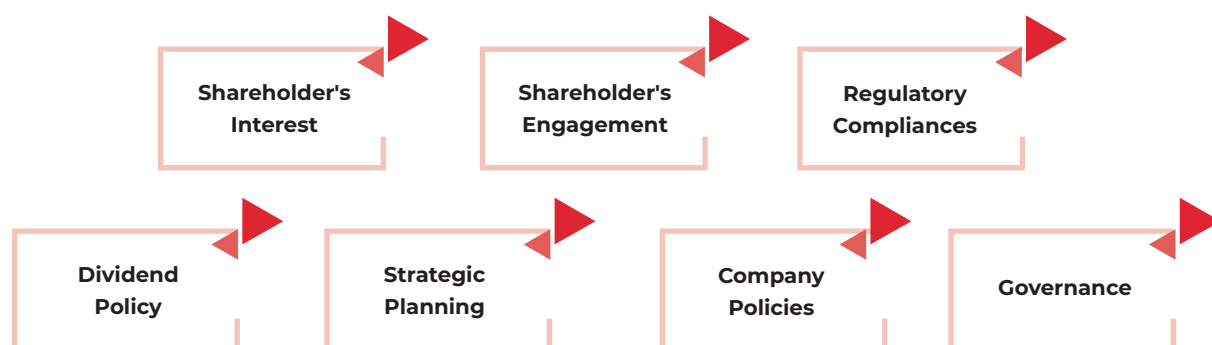 Shareholder's
Interest
Shareholder's
Engagement
Regulatory
Compliances
Dividend
Policy
Strategic
Planning
Company
Policies
Governance